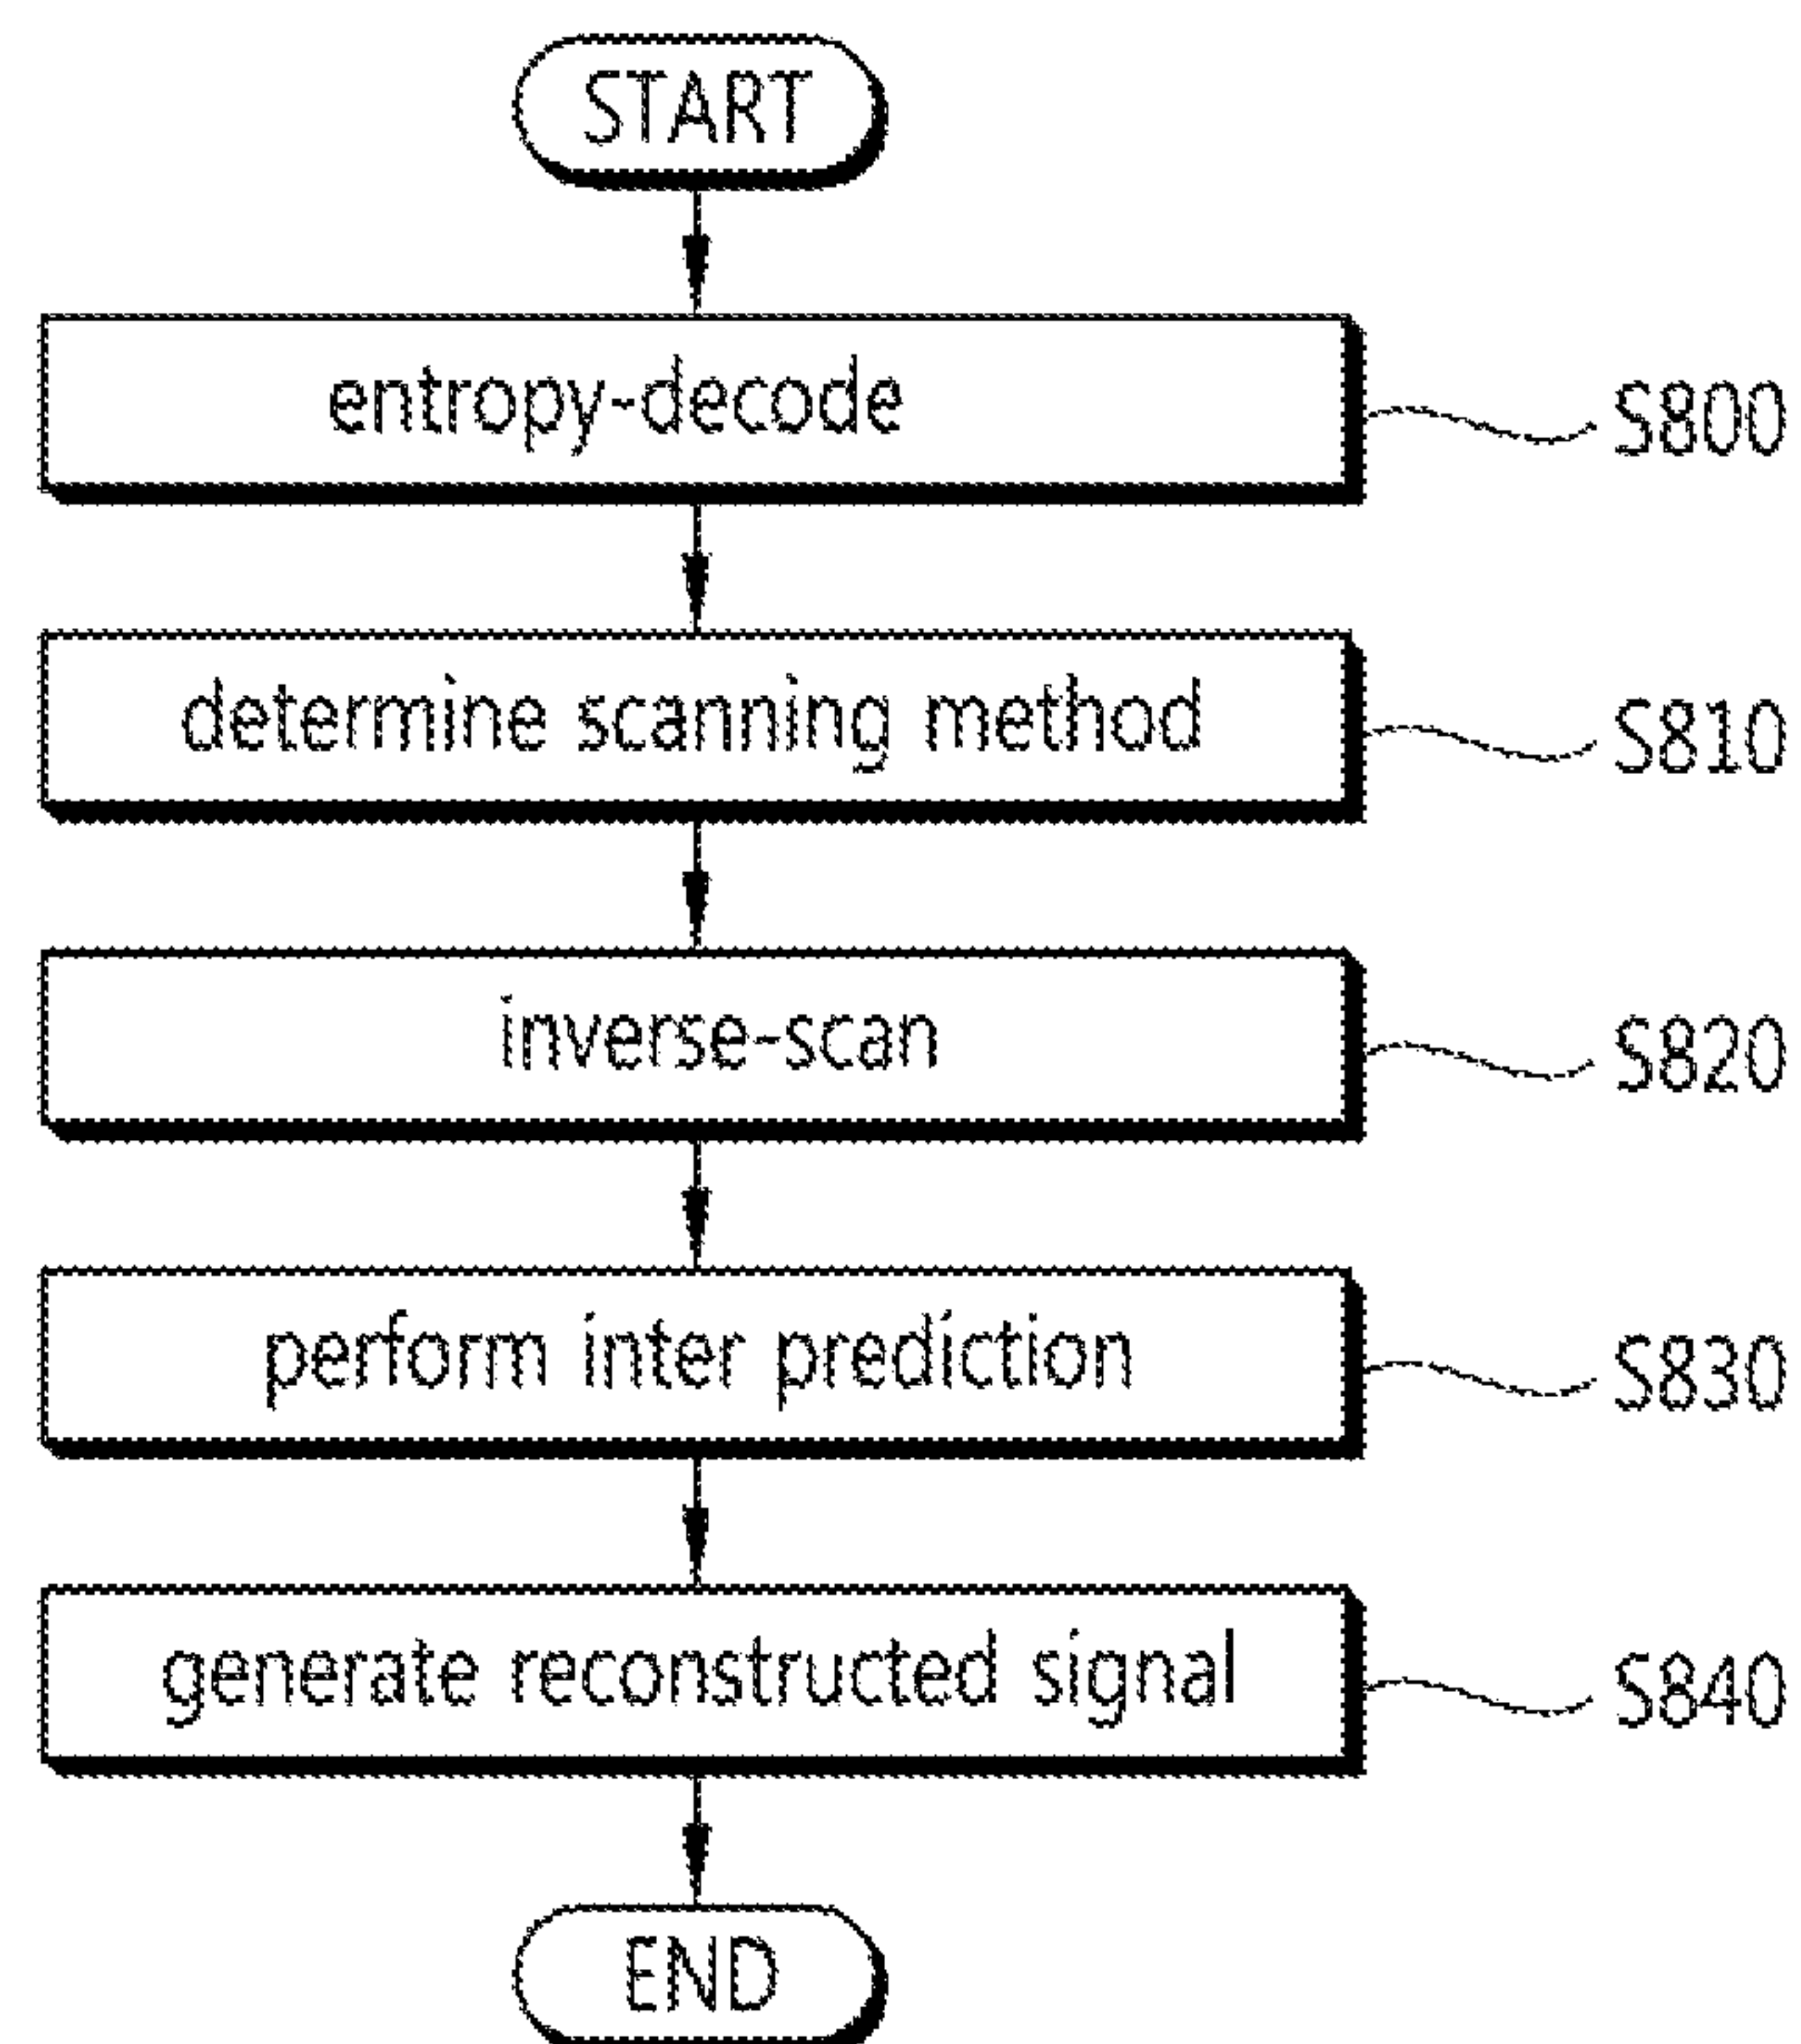 START
entropy-decode
S800
determine scanning method
S810
inverse-scan
S820
perform inter prediction
S830
generate reconstructed signal
S840
END